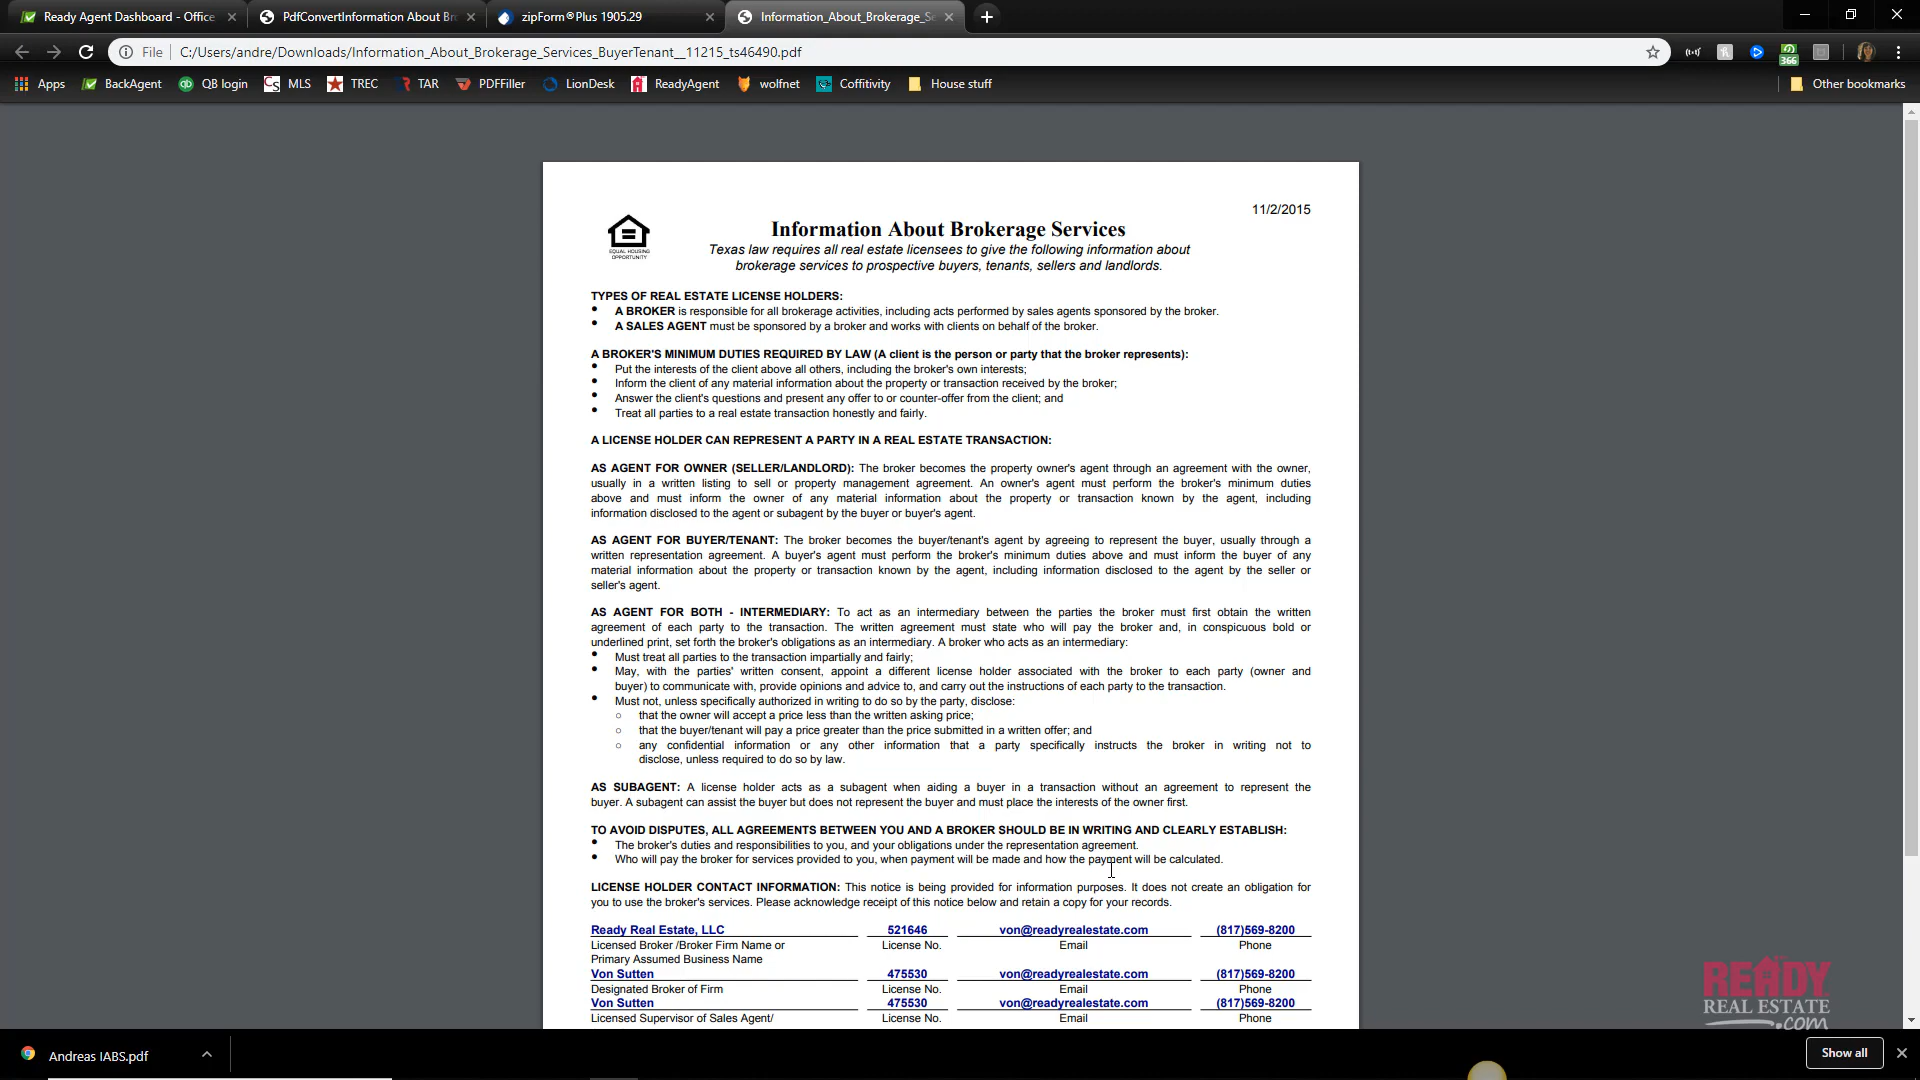 Ready Agent Dashboard - Office
PdfConvertInformation About Br
zipForm®Plus 1905.29
Information_About_Brokerage_Se
File C:/Users/andre/Downloads/Information_About_Brokerage_Services_BuyerTenant__11215_ts46490.pdf
366
Apps BackAgent QB login MLS TREC TAR PDFFiller LionDesk ReadyAgent wolfnet Coffitivity House stuff Other bookmarks
11/2/2015
EQUAL HOUSING
OPPORTUNITY
Information About Brokerage Services
Texas law requires all real estate licensees to give the following information about
brokerage services to prospective buyers, tenants, sellers and landlords.
TYPES OF REAL ESTATE LICENSE HOLDERS:
• A BROKER is responsible for all brokerage activities, including acts performed by sales agents sponsored by the broker.
• A SALES AGENT must be sponsored by a broker and works with clients on behalf of the broker.
A BROKER'S MINIMUM DUTIES REQUIRED BY LAW (A client is the person or party that the broker represents):
• Put the interests of the client above all others, including the broker's own interests;
• Inform the client of any material information about the property or transaction received by the broker;
• Answer the client's questions and present any offer to or counter-offer from the client; and
• Treat all parties to a real estate transaction honestly and fairly.
A LICENSE HOLDER CAN REPRESENT A PARTY IN A REAL ESTATE TRANSACTION:
AS AGENT FOR OWNER (SELLER/LANDLORD): The broker becomes the property owner's agent through an agreement with the owner,
usually in a written listing to sell or property management agreement. An owner's agent must perform the broker's minimum duties
above and must inform the owner of any material information about the property or transaction known by the agent, including
information disclosed to the agent or subagent by the buyer or buyer's agent.
AS AGENT FOR BUYER/TENANT: The broker becomes the buyer/tenant's agent by agreeing to represent the buyer, usually through a
written representation agreement. A buyer's agent must perform the broker's minimum duties above and must inform the buyer of any
material information about the property or transaction known by the agent, including information disclosed to the agent by the seller or
seller's agent.
AS AGENT FOR BOTH - INTERMEDIARY: To act as an intermediary between the parties the broker must first obtain the written
agreement of each party to the transaction. The written agreement must state who will pay the broker and, in conspicuous bold or
underlined print, set forth the broker's obligations as an intermediary. A broker who acts as an intermediary:
• Must treat all parties to the transaction impartially and fairly;
• May, with the parties' written consent, appoint a different license holder associated with the broker to each party (owner and
buyer) to communicate with, provide opinions and advice to, and carry out the instructions of each party to the transaction.
• Must not, unless specifically authorized in writing to do so by the party, disclose:
○ that the owner will accept a price less than the written asking price;
○ that the buyer/tenant will pay a price greater than the price submitted in a written offer; and
○ any confidential information or any other information that a party specifically instructs the broker in writing not to
disclose, unless required to do so by law.
AS SUBAGENT: A license holder acts as a subagent when aiding a buyer in a transaction without an agreement to represent the
buyer. A subagent can assist the buyer but does not represent the buyer and must place the interests of the owner first.
TO AVOID DISPUTES, ALL AGREEMENTS BETWEEN YOU AND A BROKER SHOULD BE IN WRITING AND CLEARLY ESTABLISH:
• The broker's duties and responsibilities to you, and your obligations under the representation agreement.
• Who will pay the broker for services provided to you, when payment will be made and how the payment will be calculated.
LICENSE HOLDER CONTACT INFORMATION: This notice is being provided for information purposes. It does not create an obligation for
you to use the broker's services. Please acknowledge receipt of this notice below and retain a copy for your records.
Ready Real Estate, LLC 521646 von@readyrealestate.com (817)569-8200
Licensed Broker /Broker Firm Name or License No. Email Phone
Primary Assumed Business Name
Von Sutten 475530 von@readyrealestate.com (817)569-8200
Designated Broker of Firm License No. Email Phone
Von Sutten 475530 von@readyrealestate.com (817)569-8200
Licensed Supervisor of Sales Agent/ License No. Email Phone
READY
REAL ESTATE
.com
Andreas IABS.pdf
Show all